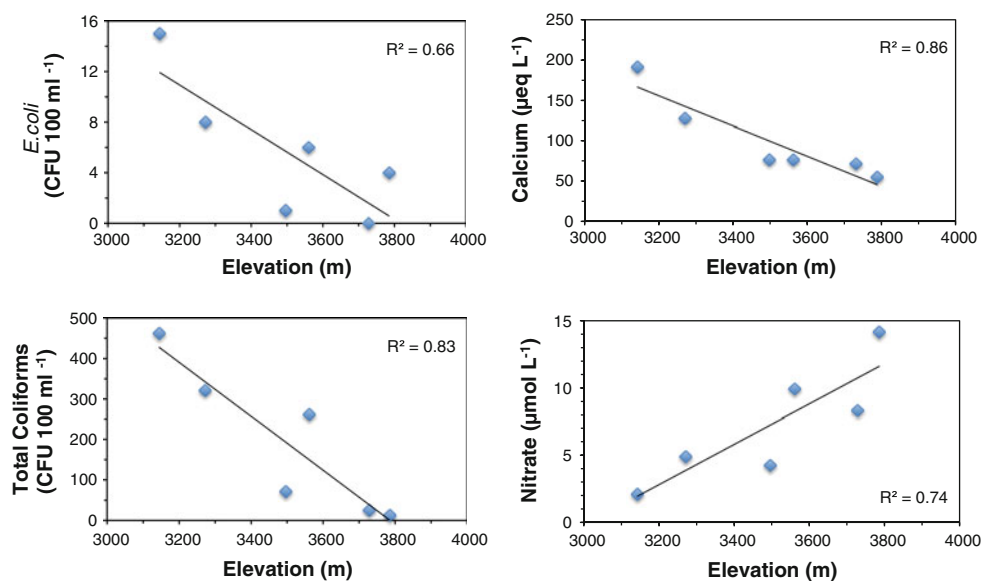 E.coli
(CFU 100 ml -1)
16
12
8
4
0
R² = 0.66
3000 3200 3400 3600 3800 4000
Elevation (m)
Calcium (µeq L-1)
250
200
150
100
50
0
R² = 0.86
3000 3200 3400 3600 3800 4000
Elevation (m)
Total Coliforms
(CFU 100 ml -1)
500
400
300
200
100
0
R² = 0.83
3000 3200 3400 3600 3800 4000
Elevation (m)
Nitrate (µmol L-1)
15
10
5
0
R² = 0.74
3000 3200 3400 3600 3800 4000
Elevation (m)